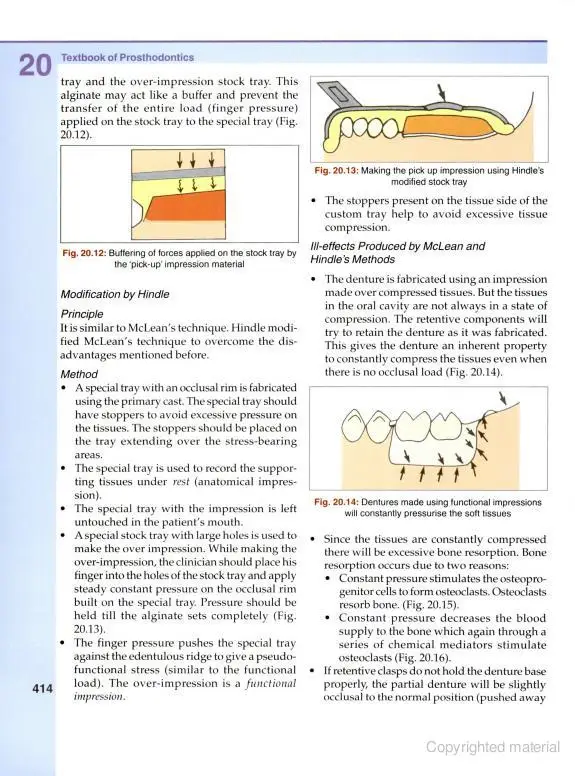 20
Textbook of Prosthodontics
tray and the over-impression stock tray. This
alginate may act like a buffer and prevent the
transfer of the entire load (finger pressure)
applied on the stock tray to the special tray (Fig.
20.12).
Fig. 20.12: Buffering of forces applied on the stock tray by
the 'pick-up' impression material
Modification by Hindle
Principle
It is similar to McLean's technique. Hindle modi-
fied McLean's technique to overcome the dis-
advantages mentioned before.
Method
• A special tray with an occlusal rim is fabricated
using the primary cast. The special tray should
have stoppers to avoid excessive pressure on
the tissues. The stoppers should be placed on
the tray extending over the stress-bearing
areas.
• The special tray is used to record the suppor-
ting tissues under rest (anatomical impres-
sion).
• The special tray with the impression is left
untouched in the patient's mouth.
• A special stock tray with large holes is used to
make the over impression. While making the
over-impression, the clinician should place his
finger into the holes of the stock tray and apply
steady constant pressure on the occlusal rim
built on the special tray. Pressure should be
held till the alginate sets completely (Fig.
20.13).
• The finger pressure pushes the special tray
against the edentulous ridge to give a pseudo-
functional stress (similar to the functional
load). The over-impression is a functional
impression.
414
Fig. 20.13: Making the pick up impression using Hindle's
modified stock tray
• The stoppers present on the tissue side of the
custom tray help to avoid excessive tissue
compression.
Ill-effects Produced by McLean and
Hindle's Methods
• The denture is fabricated using an impression
made over compressed tissues. But the tissues
in the oral cavity are not always in a state of
compression. The retentive components will
try to retain the denture as it was fabricated.
This gives the denture an inherent property
to constantly compress the tissues even when
there is no occlusal load (Fig. 20.14).
Fig. 20.14: Dentures made using functional impressions
will constantly pressurise the soft tissues
• Since the tissues are constantly compressed
there will be excessive bone resorption. Bone
resorption occurs due to two reasons:
• Constant pressure stimulates the osteopro-
genitor cells to form osteoclasts. Osteoclasts
resorb bone. (Fig. 20.15).
• Constant pressure decreases the blood
supply to the bone which again through a
series of chemical mediators stimulate
osteoclasts (Fig. 20.16).
• If retentive clasps do not hold the denture base
properly, the partial denture will be slightly
occlusal to the normal position (pushed away
Copyrighted material